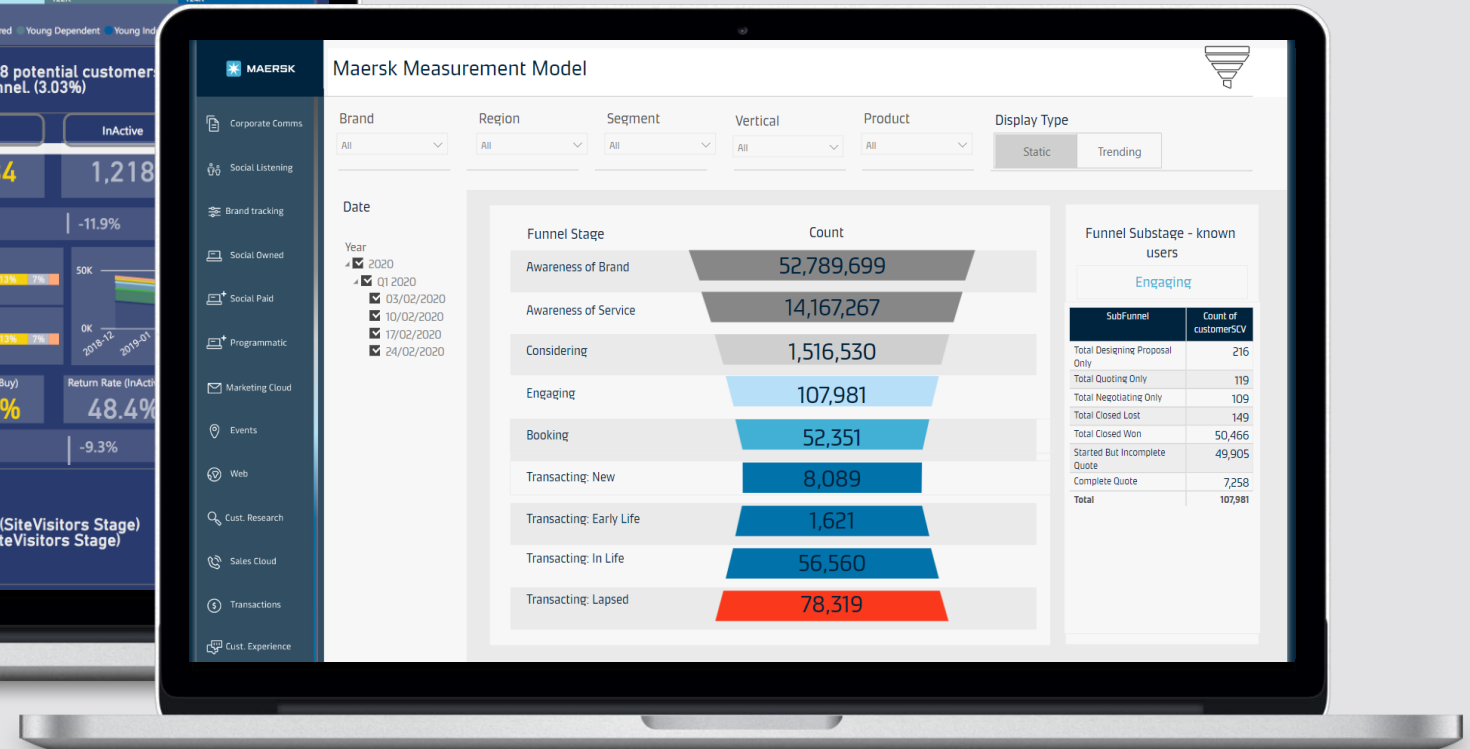 red Young Dependent Young Ind
8 potential customers
nnel. (3.03%)
InActive
4
1,218
-11.9%
13% 7%
50K
0K
2018-12
2019-01
13% 7%
Buy)
Return Rate (InActi
%
48.4%
-9.3%
(SiteVisitors Stage)
teVisitors Stage)
MAERSK
Maersk Measurement Model
Corporate Comms
Social Listening
Brand tracking
Social Owned
Social Paid
Programmatic
Marketing Cloud
Events
Web
Cust. Research
Sales Cloud
Transactions
Cust. Experience
Brand
All
Region
All
Segment
All
Vertical
All
Product
All
Display Type
Static Trending
Date
Year
2020
Q1 2020
03/02/2020
10/02/2020
17/02/2020
24/02/2020
Funnel Stage Count
Awareness of Brand 52,789,699
Awareness of Service 14,167,267
Considering 1,516,530
Engaging 107,981
Booking 52,351
Transacting: New 8,089
Transacting: Early Life 1,621
Transacting: In Life 56,560
Transacting: Lapsed 78,319
Funnel Substage - known
users
Engaging
SubFunnel Count of
customerSCV
Total Designing Proposal 216
Only
Total Quoting Only 119
Total Negotiating Only 109
Total Closed Lost 149
Total Closed Won 50,466
Started But Incomplete 49,905
Quote
Complete Quote 7,258
Total 107,981